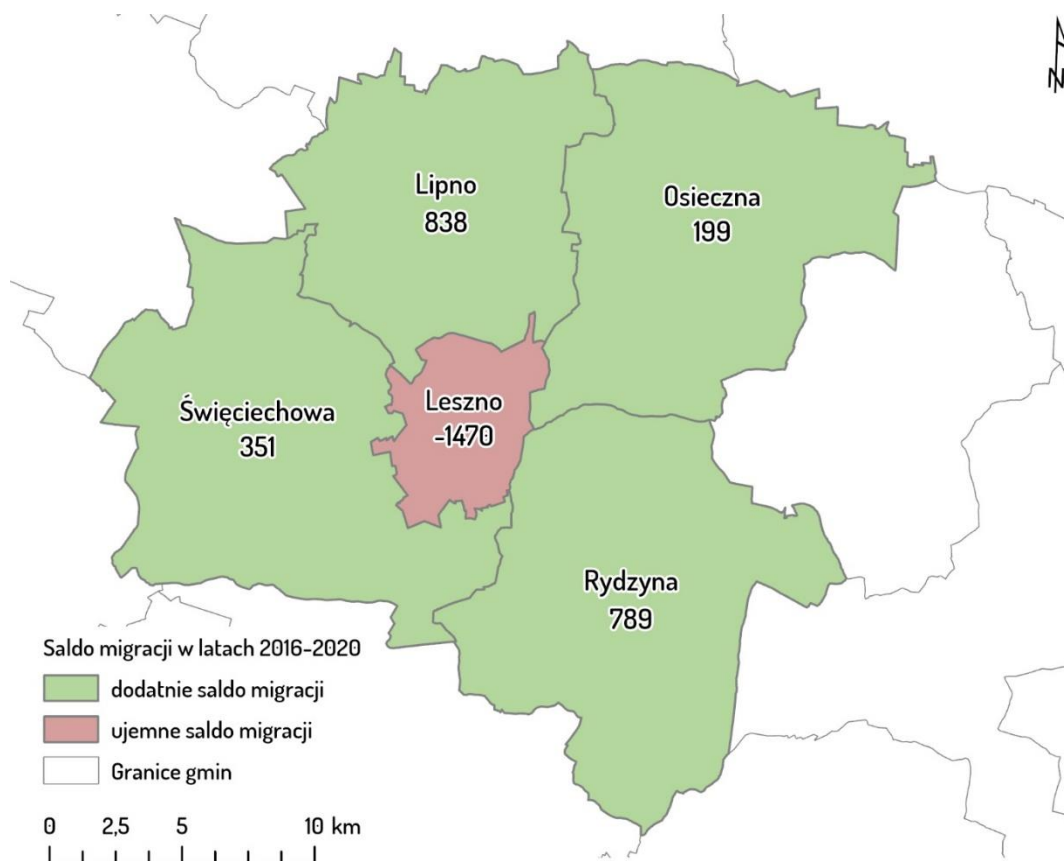 N
Lipno
838
Osieczna
199
Święciechowa
351
Leszno
-1470
Rydzyna
789
Saldo migracji w latach 2016-2020
dodatnie saldo migracji
ujemne saldo migracji
Granice gmin
0 2,5 5 10 km